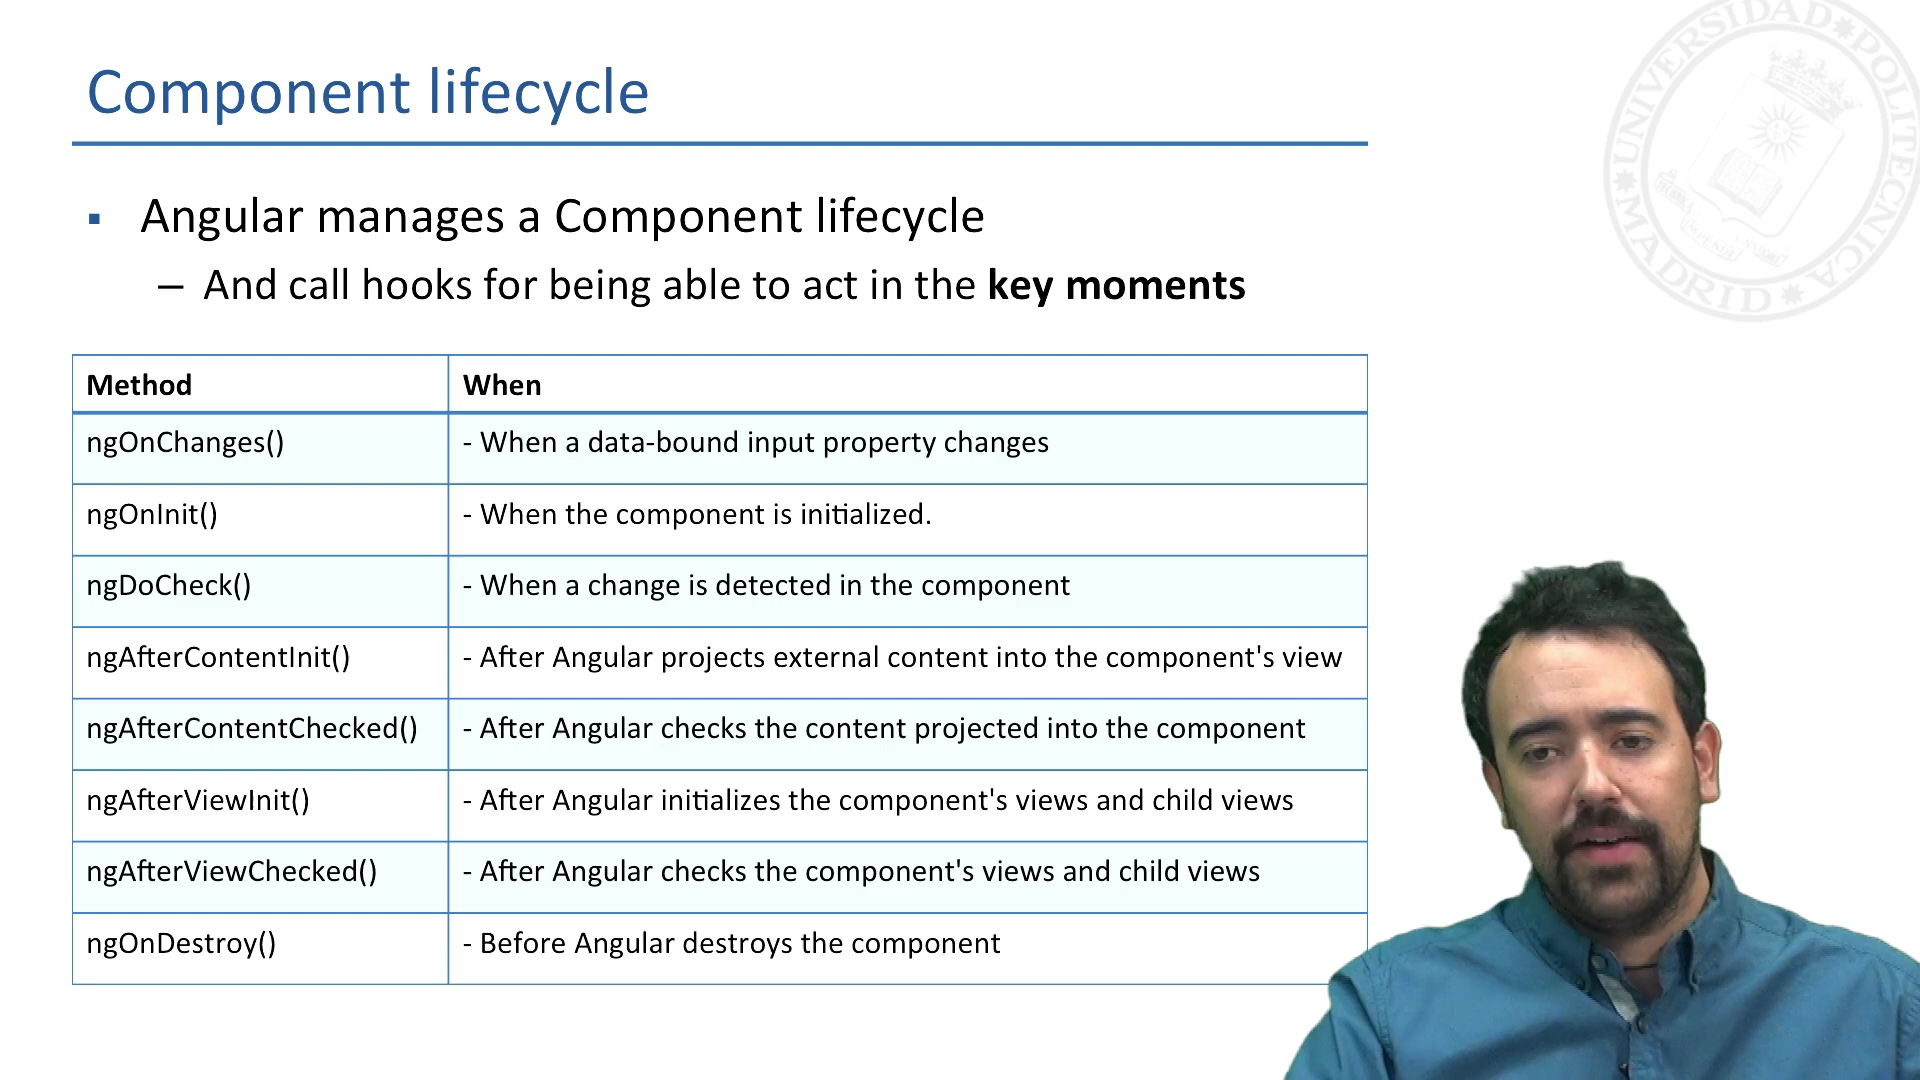 Component lifecycle
▪ Angular manages a Component lifecycle
– And call hooks for being able to act in the key moments
Method When
ngOnChanges() - When a data-bound input property changes
ngOnInit() - When the component is initialized.
ngDoCheck() - When a change is detected in the component
ngAfterContentInit() - After Angular projects external content into the component's view
ngAfterContentChecked() - After Angular checks the content projected into the component
ngAfterViewInit() - After Angular initializes the component's views and child views
ngAfterViewChecked() - After Angular checks the component's views and child views
ngOnDestroy() - Before Angular destroys the component
UNIVERSIDAD POLITECNICA
MADRID